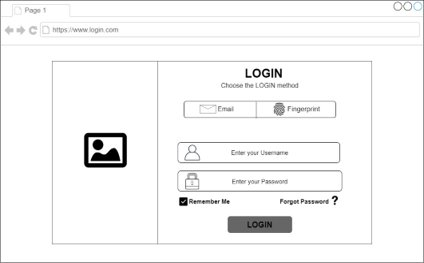 Page 1
https://www.login.com
LOGIN
Choose the LOGIN method
Email
Fingerprint
Enter your Username
Enter your Password
Remember Me
Forgot Password ?
LOGIN